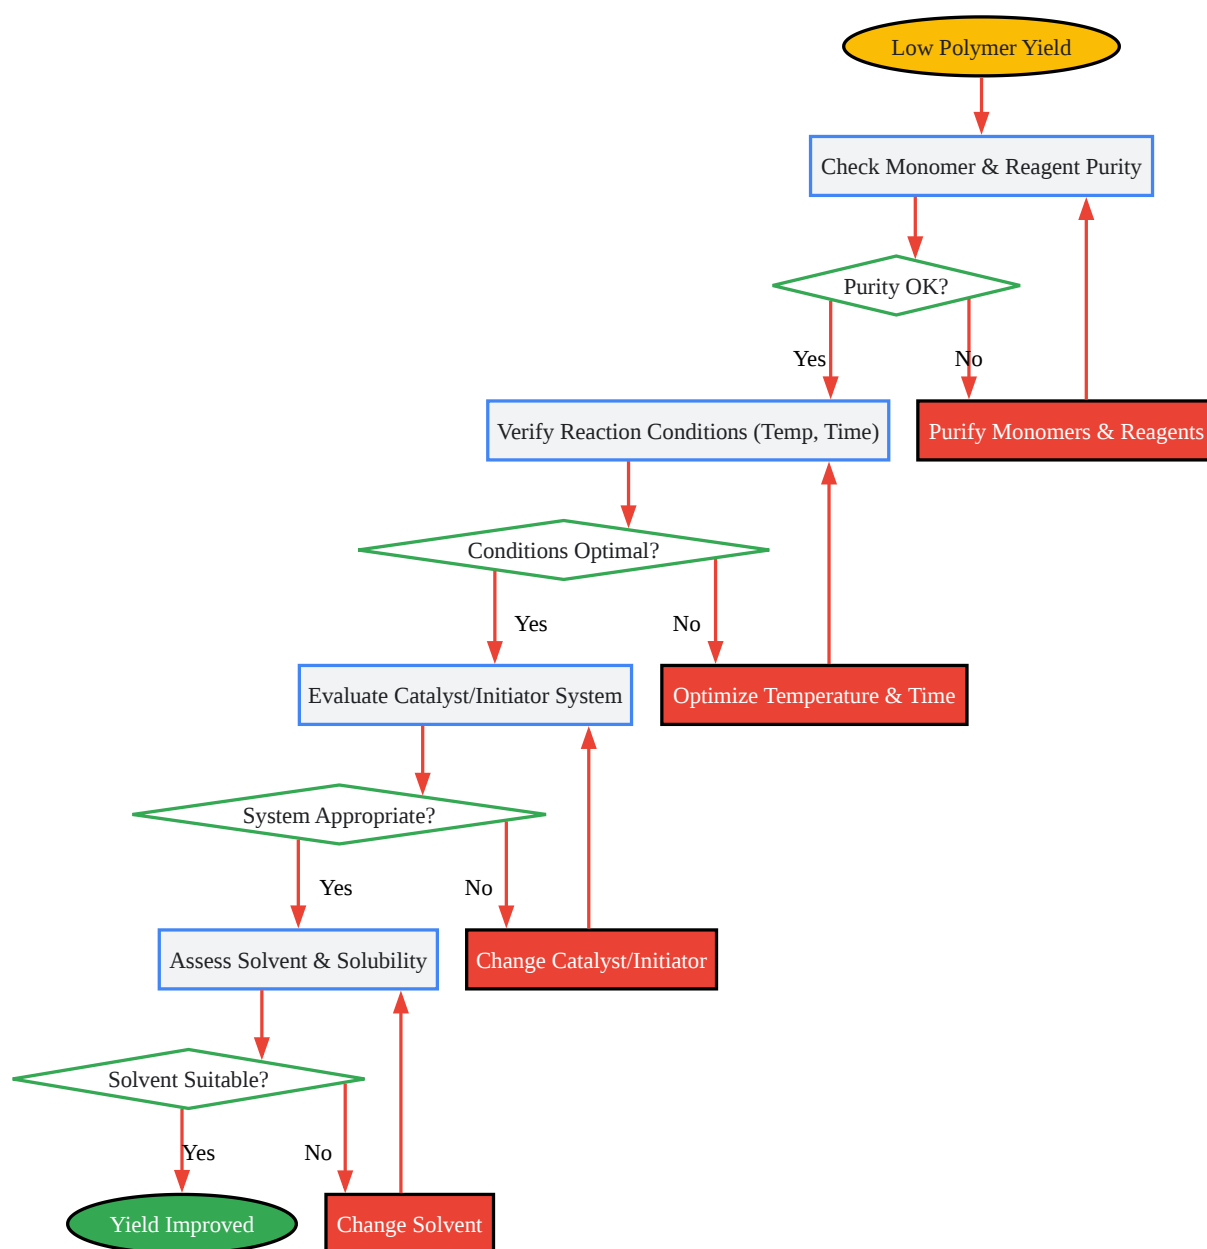 Low Polymer Yield
Check Monomer & Reagent Purity
Purity OK?
Yes
No
Verify Reaction Conditions (Temp, Time)
Purify Monomers & Reagents
Conditions Optimal?
Yes
No
Evaluate Catalyst/Initiator System
Optimize Temperature & Time
System Appropriate?
Yes
No
Assess Solvent & Solubility
Change Catalyst/Initiator
Solvent Suitable?
Yes
No
Yield Improved
Change Solvent